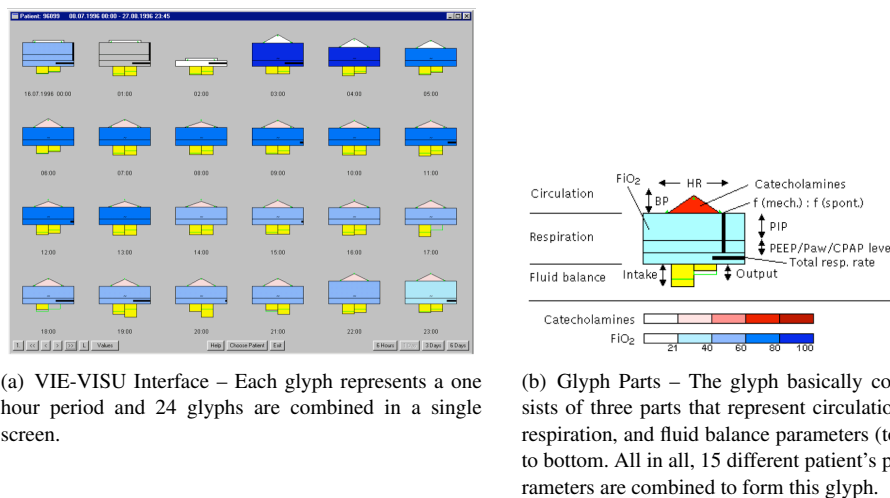 Patient: 96099 08.07.1996 00:00 - 27.08.1996 23:45
16.07.1996 00:00 01:00 02:00 03:00 04:00 05:00
06:00 07:00 08:00 09:00 10:00 11:00
12:00 13:00 14:00 15:00 16:00 17:00
18:00 19:00 20:00 21:00 22:00 23:00
<< < > >> L Values Help Choose Patient Exit 6 Hours 3 Days 6 Days
(a) VIE-VISU Interface – Each glyph represents a one
hour period and 24 glyphs are combined in a single
screen.
FiO2 HR Catecholamines
Circulation BP f (mech.) : f (spont.)
Respiration PIP
PEEP/Paw/CPAP leve
Total resp. rate
Fluid balance Intake Output
Catecholamines
FiO2
21 40 60 80 100
(b) Glyph Parts – The glyph basically co
sists of three parts that represent circulatio
respiration, and fluid balance parameters (to
to bottom. All in all, 15 different patient's p
rameters are combined to form this glyph.